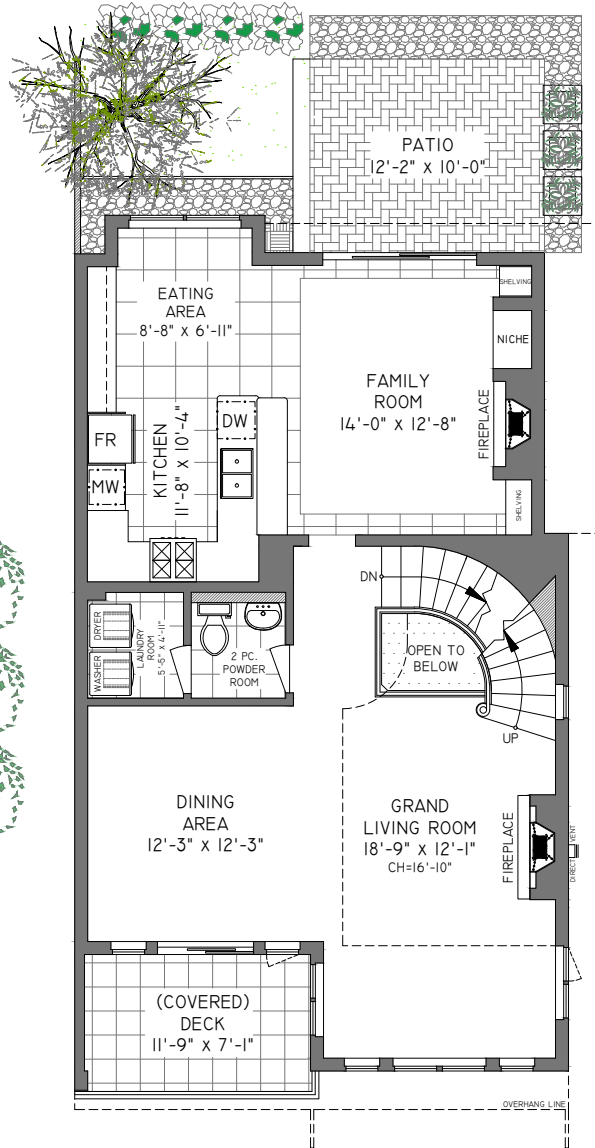 PATIO
12'-2" X 10'-0"
EATING
AREA
8'-8" X 6'-11"
SHELVING
NICHE
FAMILY
ROOM
14'-0" X 12'-8"
FIREPLACE
SHELVING
DW
FR
MW
KITCHEN
11'-8" X 10'-4"
DN
OPEN TO
BELOW
UP
DRYER
WASHER
LAUNDRY
ROOM
5'-5" X 4'-11"
2 PC.
POWDER
ROOM
DINING
AREA
12'-3" X 12'-3"
GRAND
LIVING ROOM
18'-9" X 12'-1"
CH=16'-10"
FIREPLACE
DIRECT VENT
(COVERED)
DECK
11'-9" X 7'-1"
OVERHANG LINE